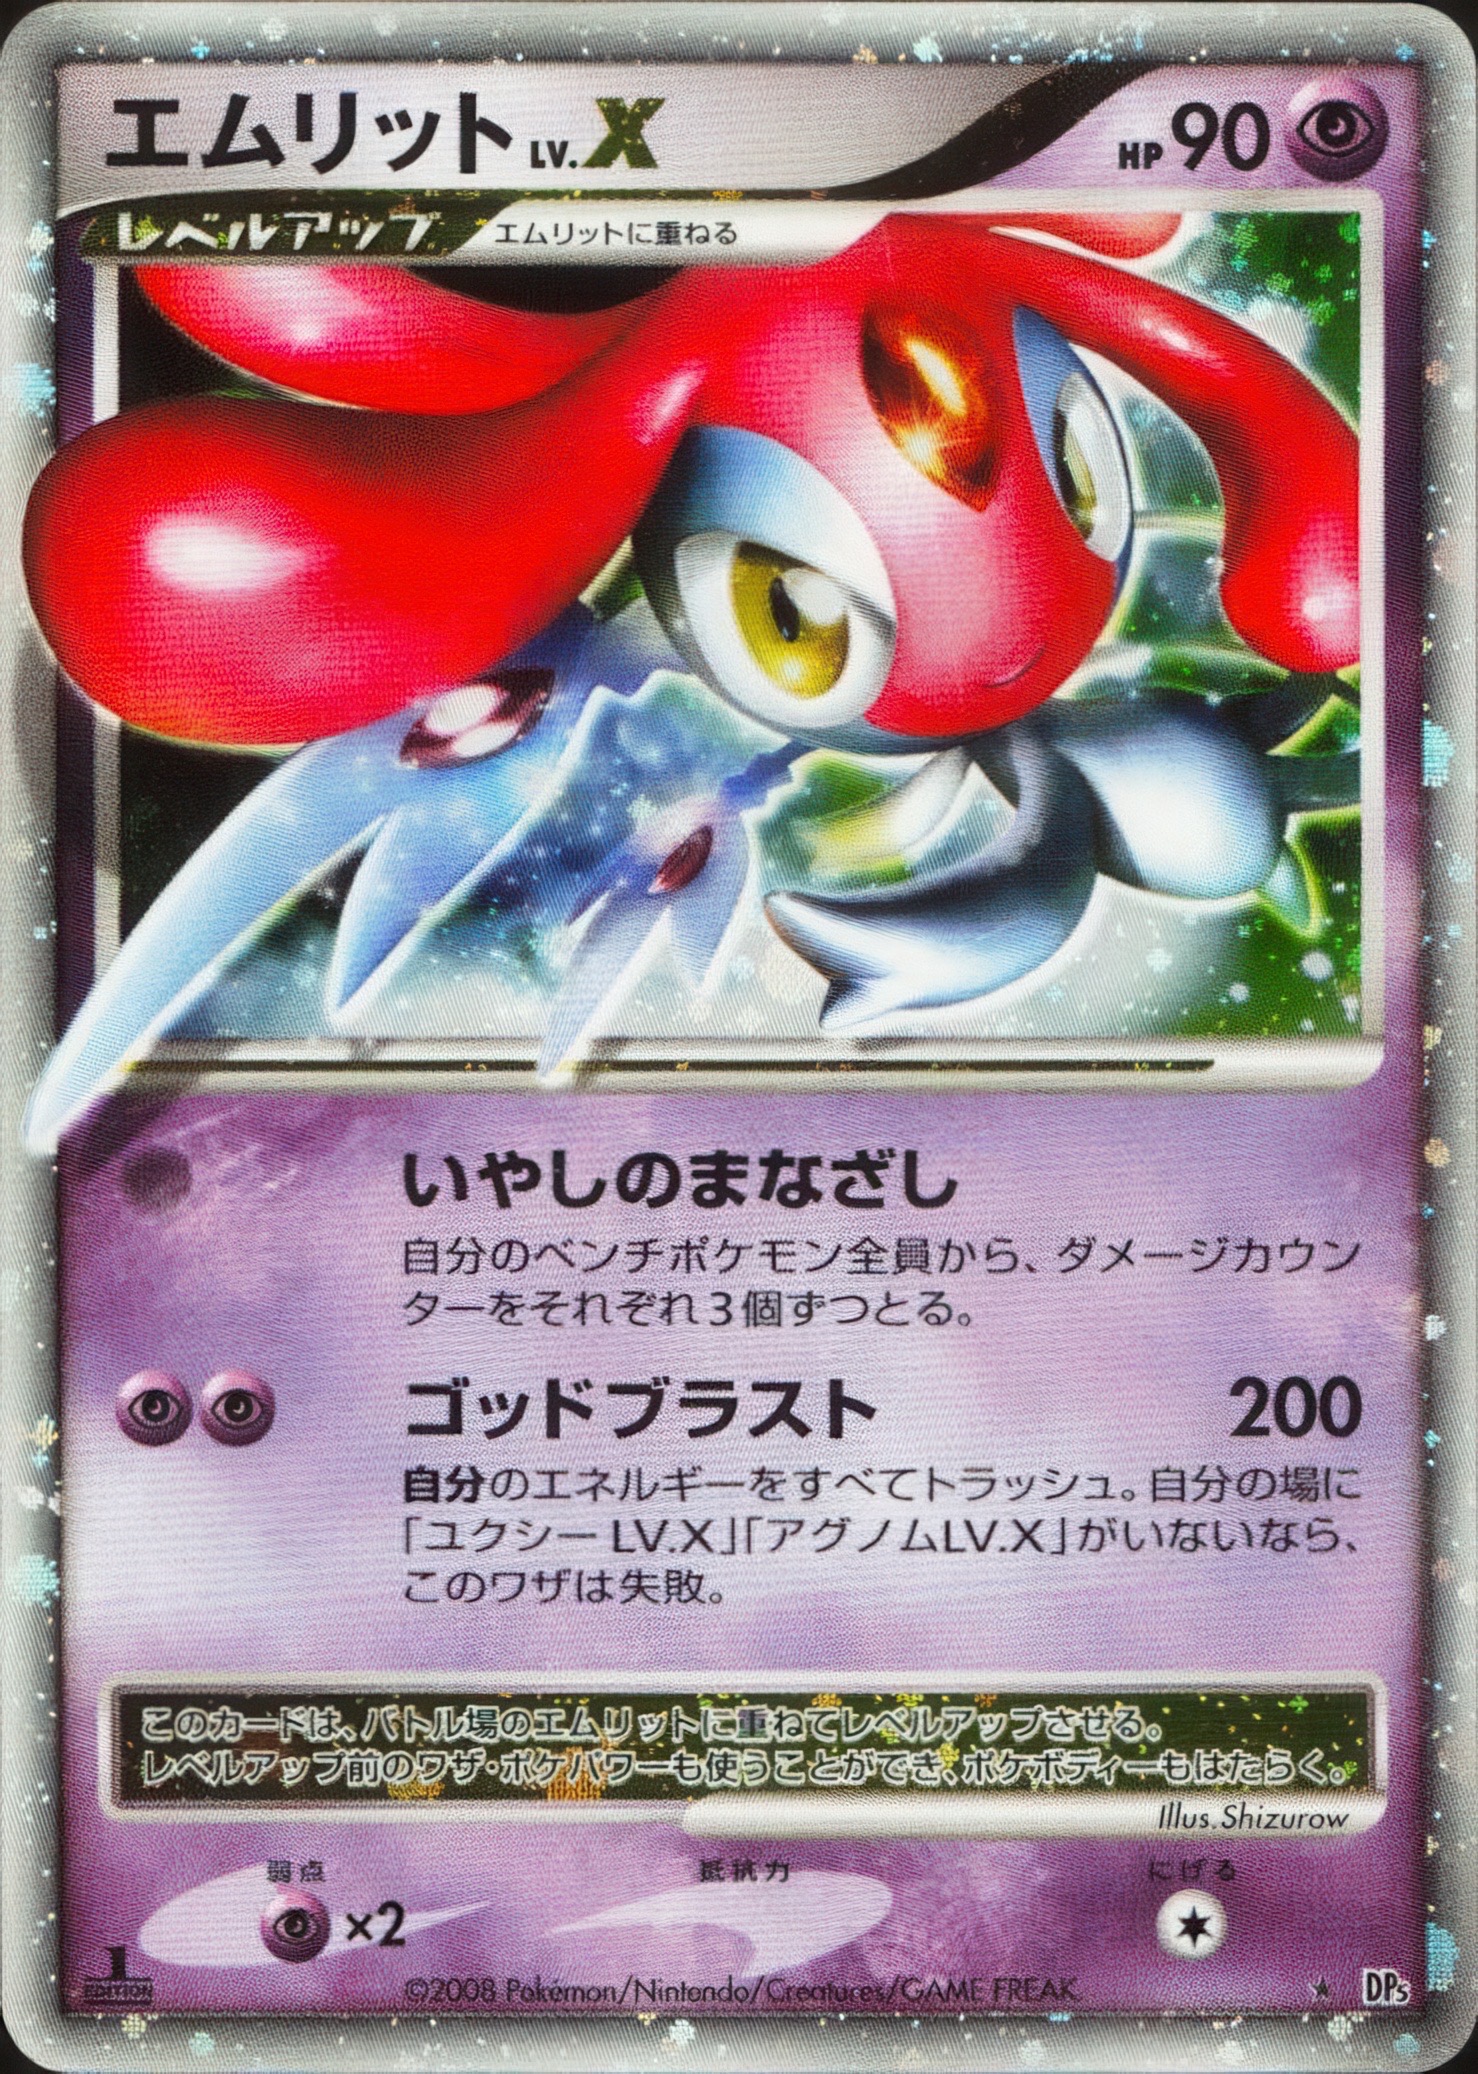 エムリット LV.X HP 90
レベルアップ エムリットに重ねる
いやしのまなざし
自分のベンチポケモン全員から、ダメージカウン
ターをそれぞれ3個ずつとる。
ゴッドブラスト 200
自分のエネルギーをすべてトラッシュ。自分の場に
「ユクシー LV.X」「アグノムLV.X」がいないなら、
このワザは失敗。
このカードは、バトル場のエムリットに重ねてレベルアップさせる。
レベルアップ前のワザ・ポケパワーも使うことができ、ポケボディーもはたらく。
Illus. Shizurow
弱点 抵抗力 にげる
×2
1 EDITION
©2008 Pokémon/Nintendo/Creatures/GAME FREAK. ★ DP5